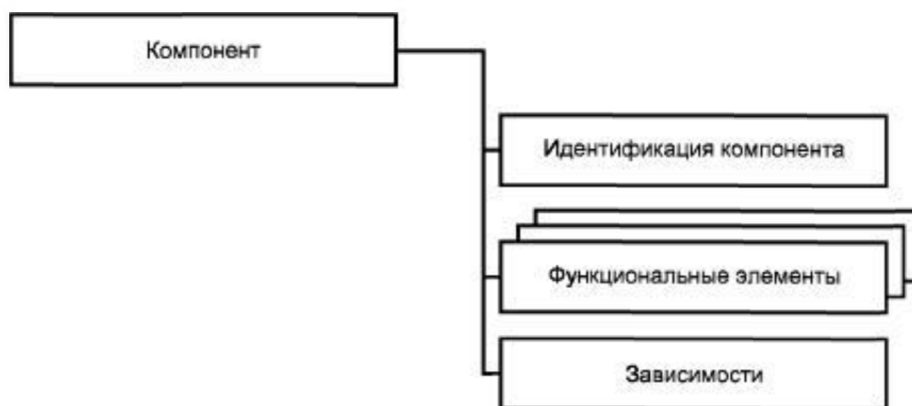 Компонент
Идентификация компонента
Функциональные элементы
Зависимости